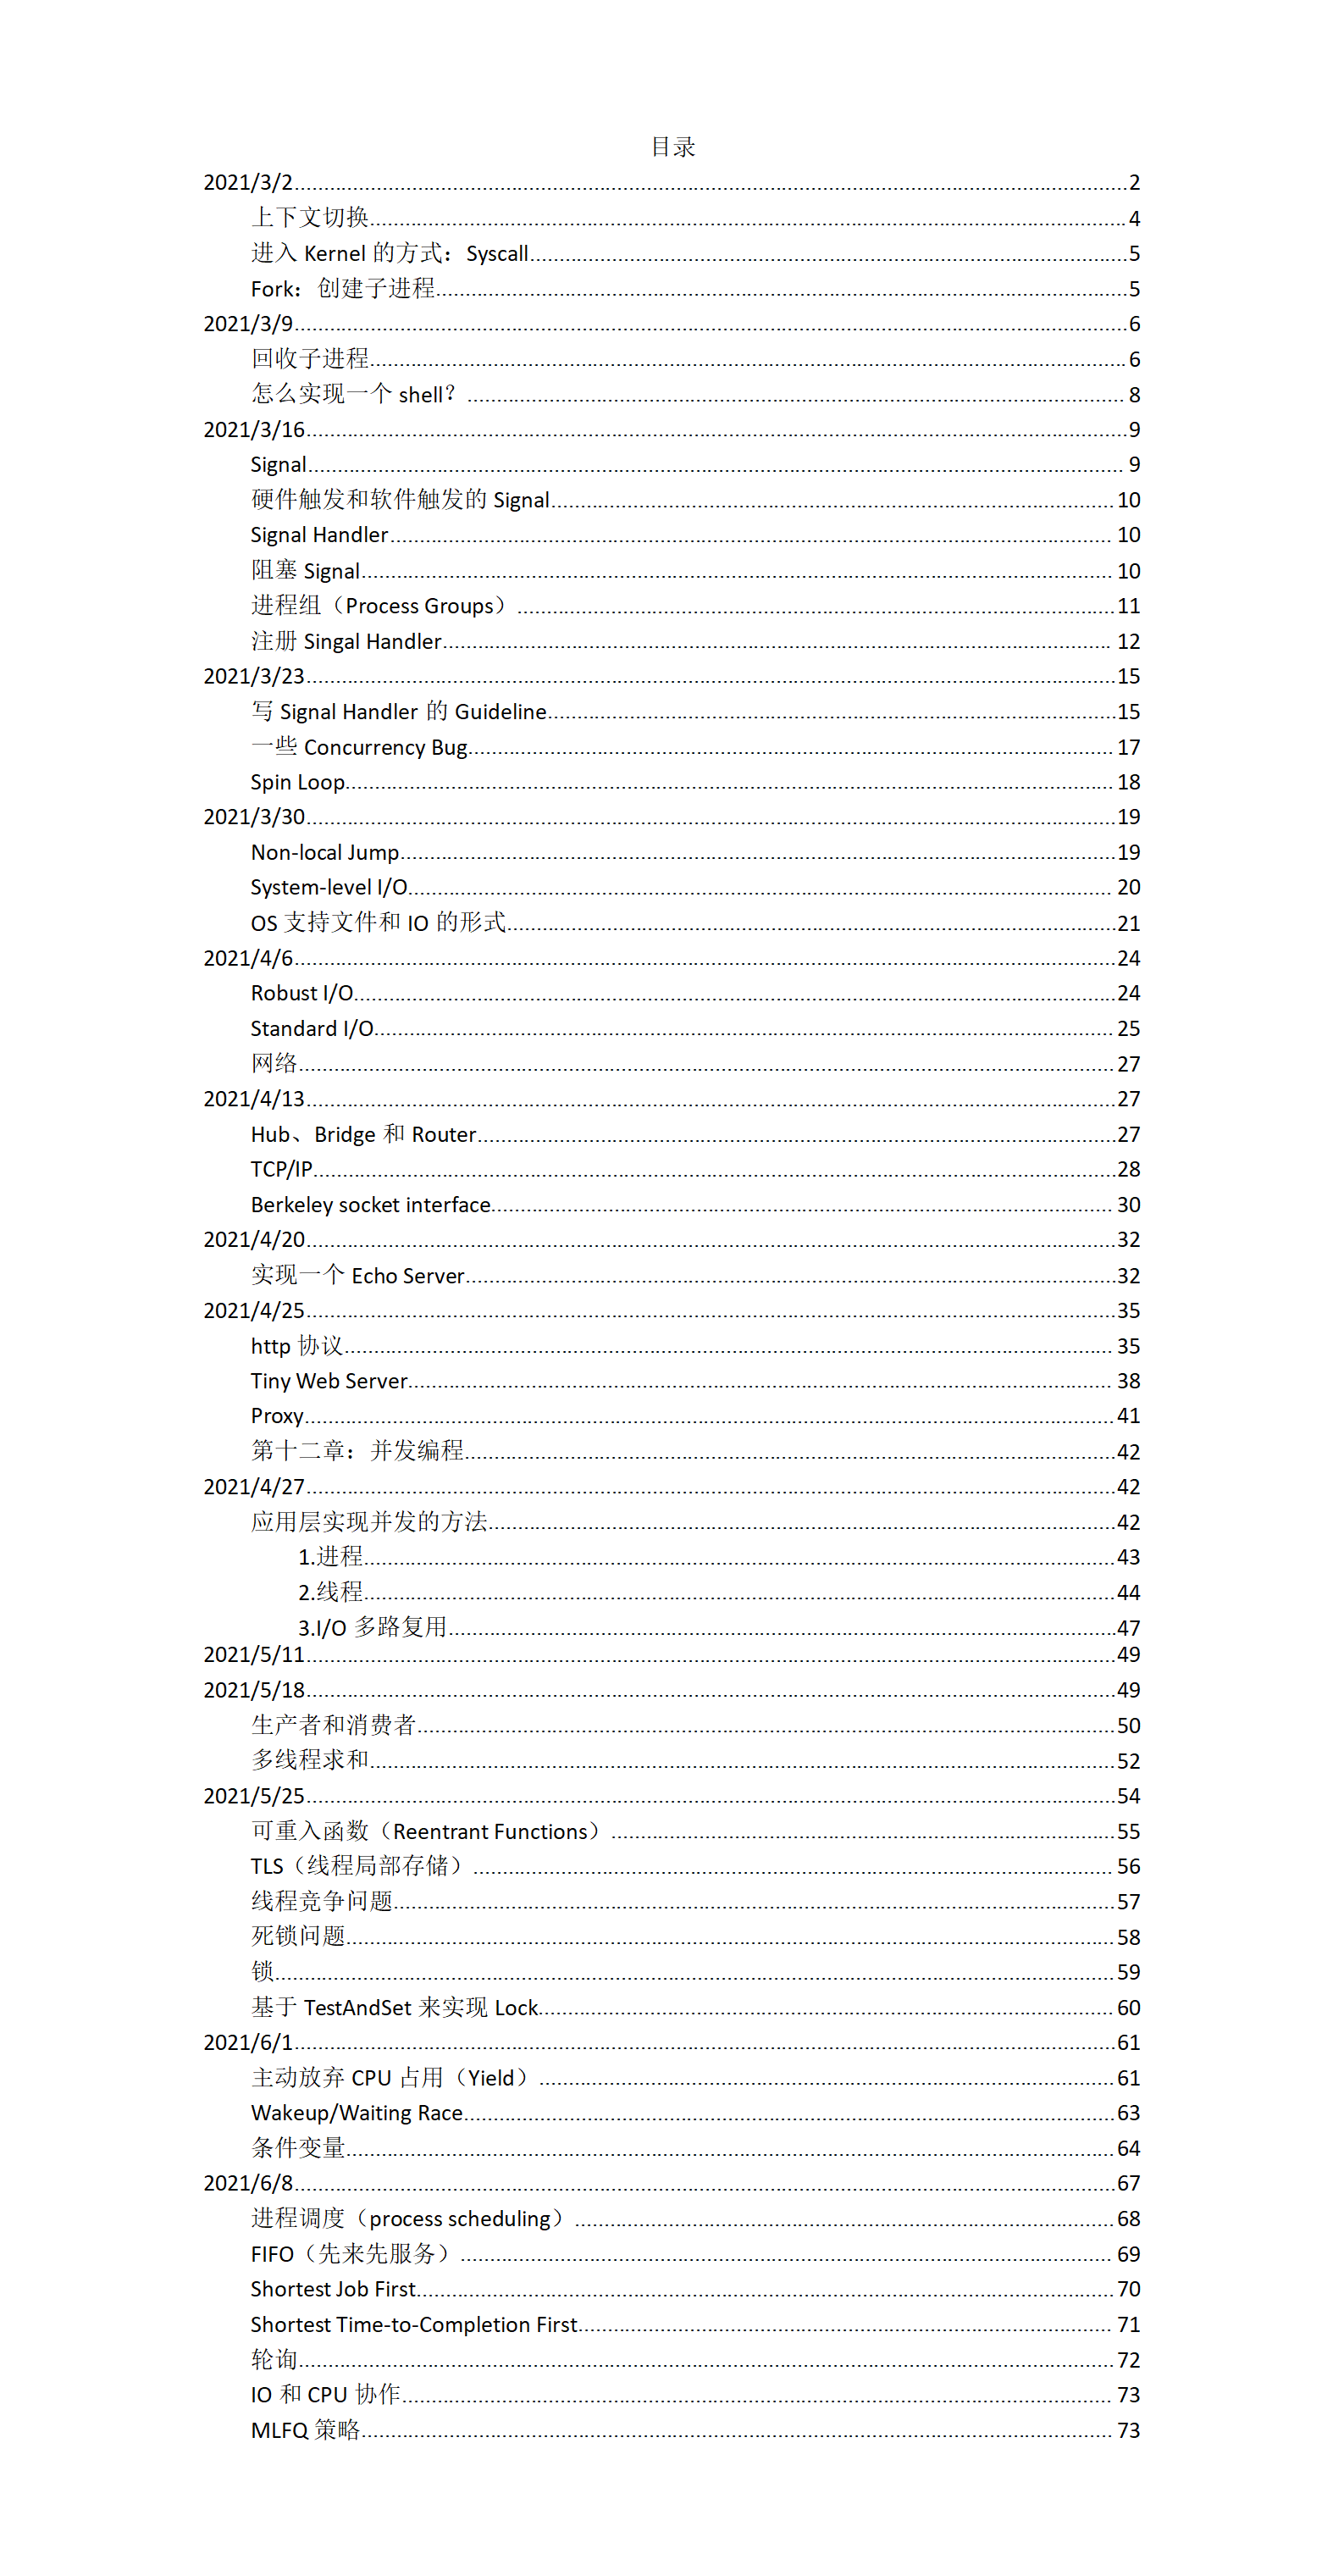 目录
2021/3/2 2
上下文切换 4
进入 Kernel 的方式：Syscall 5
Fork：创建子进程 5
2021/3/9 6
回收子进程 6
怎么实现一个 shell？ 8
2021/3/16 9
Signal 9
硬件触发和软件触发的 Signal 10
Signal Handler 10
阻塞 Signal 10
进程组（Process Groups） 11
注册 Singal Handler 12
2021/3/23 15
写 Signal Handler 的 Guideline 15
一些 Concurrency Bug 17
Spin Loop 18
2021/3/30 19
Non-local Jump 19
System-level I/O 20
OS 支持文件和 IO 的形式 21
2021/4/6 24
Robust I/O 24
Standard I/O 25
网络 27
2021/4/13 27
Hub、Bridge 和 Router 27
TCP/IP 28
Berkeley socket interface 30
2021/4/20 32
实现一个 Echo Server 32
2021/4/25 35
http 协议 35
Tiny Web Server 38
Proxy 41
第十二章：并发编程 42
2021/4/27 42
应用层实现并发的方法 42
1.进程 43
2.线程 44
3.I/O 多路复用 47
2021/5/11 49
2021/5/18 49
生产者和消费者 50
多线程求和 52
2021/5/25 54
可重入函数（Reentrant Functions） 55
TLS（线程局部存储） 56
线程竞争问题 57
死锁问题 58
锁 59
基于 TestAndSet 来实现 Lock 60
2021/6/1 61
主动放弃 CPU 占用（Yield） 61
Wakeup/Waiting Race 63
条件变量 64
2021/6/8 67
进程调度（process scheduling） 68
FIFO（先来先服务） 69
Shortest Job First 70
Shortest Time-to-Completion First 71
轮询 72
IO 和 CPU 协作 73
MLFQ 策略 73